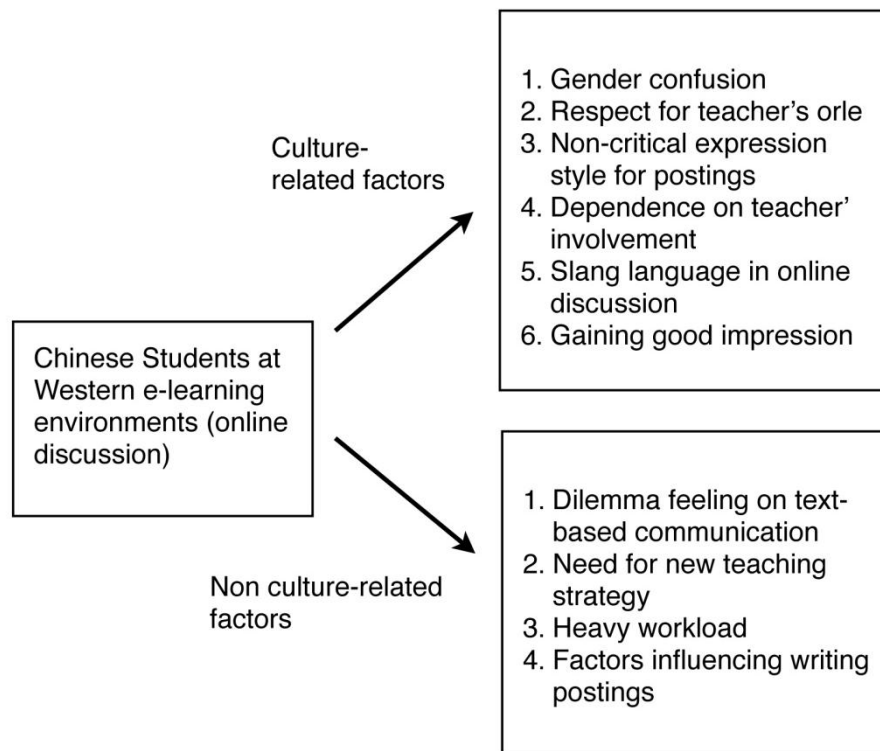 Culture-
related factors
1. Gender confusion
2. Respect for teacher's orle
3. Non-critical expression
style for postings
4. Dependence on teacher'
involvement
5. Slang language in online
discussion
6. Gaining good impression
Chinese Students at
Western e-learning
environments (online
discussion)
Non culture-related
factors
1. Dilemma feeling on text-
based communication
2. Need for new teaching
strategy
3. Heavy workload
4. Factors influencing writing
postings